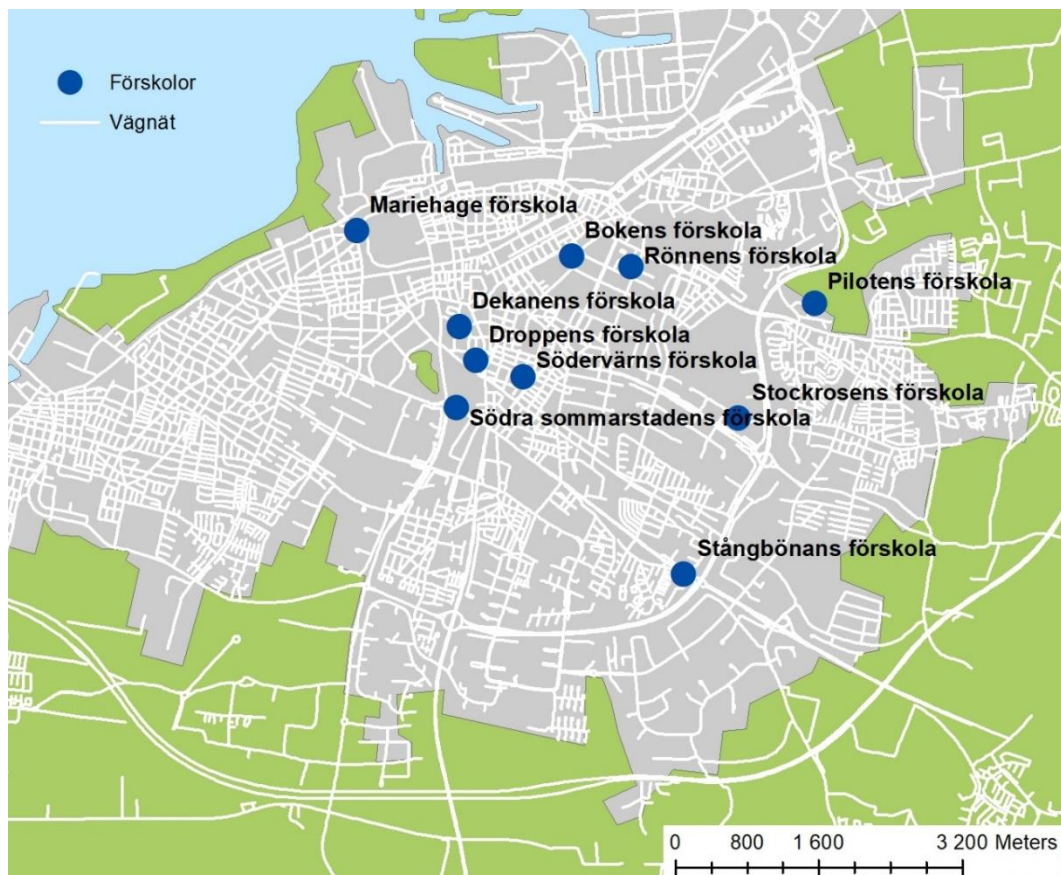 Förskolor
Vägnät
Mariehage förskola
Bokens förskola
Rönnens förskola
Pilotens förskola
Dekanens förskola
Droppens förskola
Södervärns förskola
Stockrosens förskola
Södra sommarstadens förskola
Stångbönans förskola
0 800 1 600 3 200 Meters